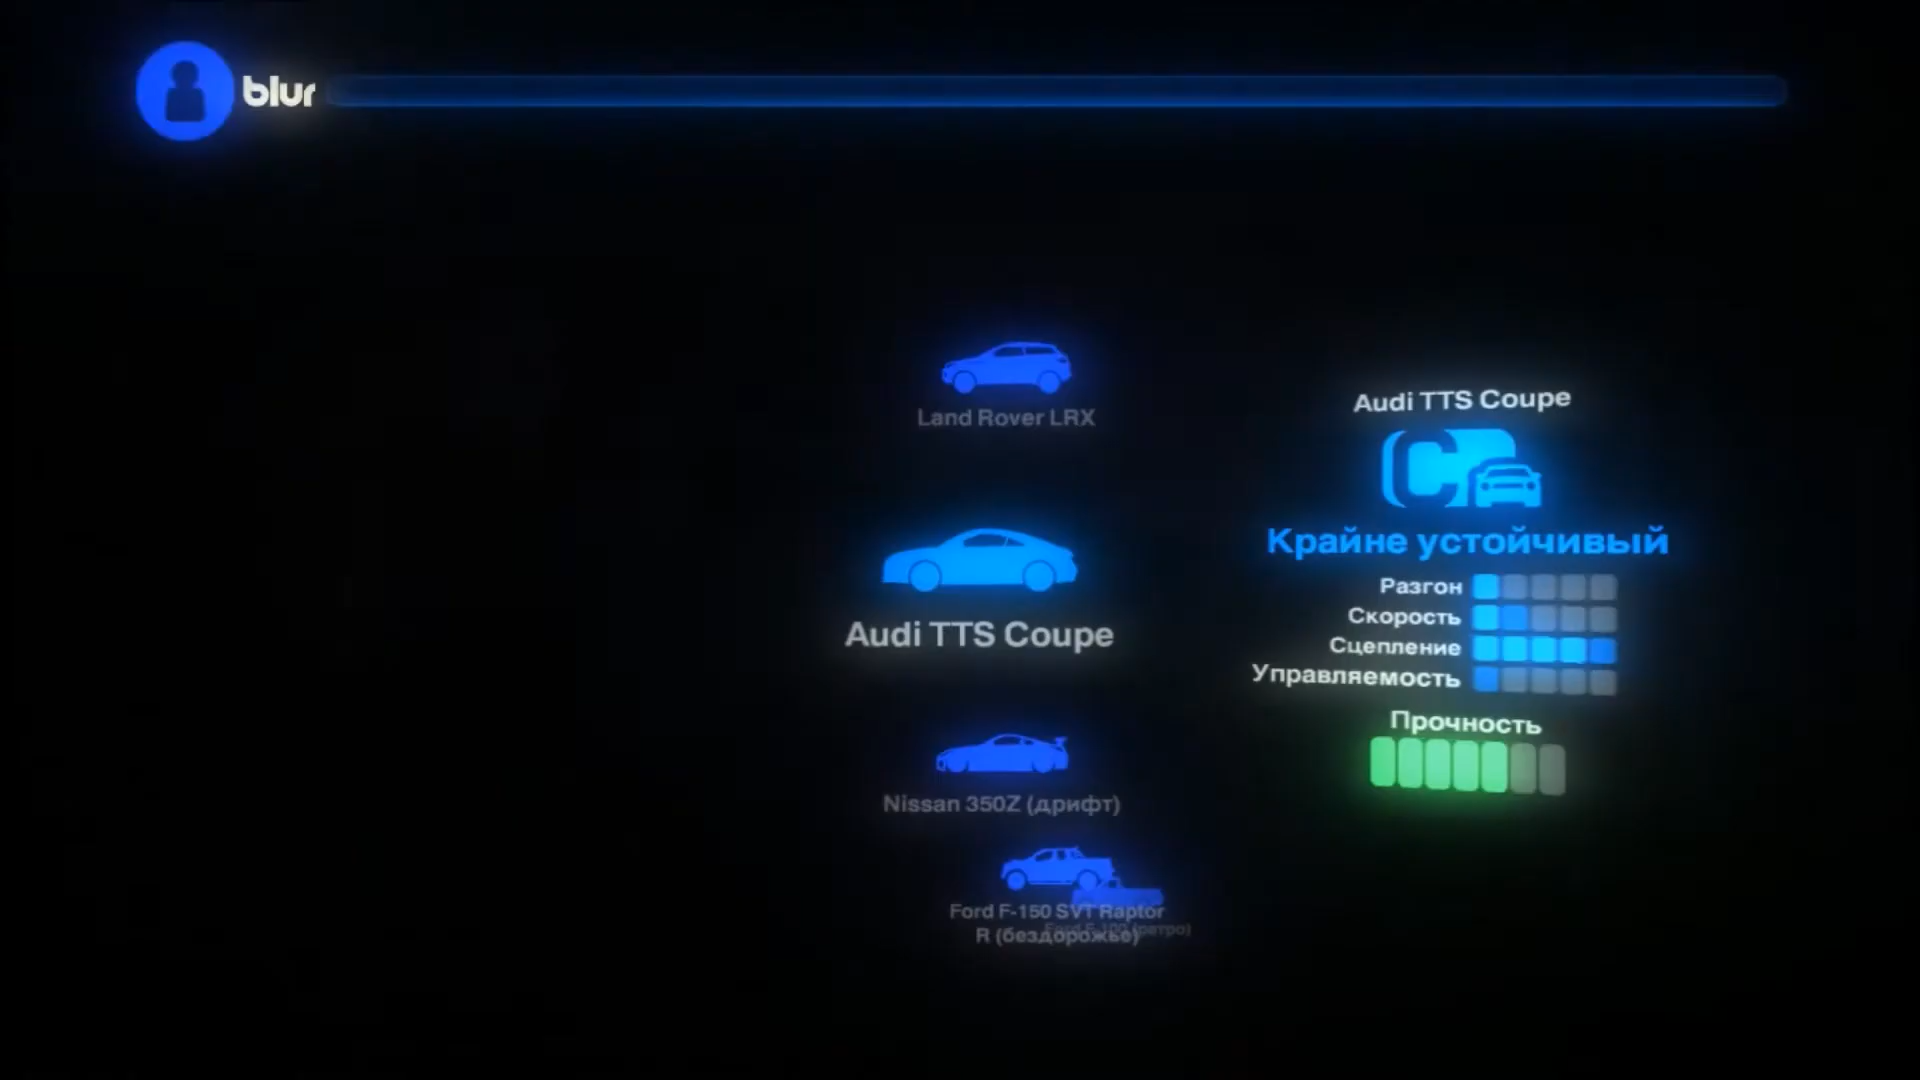 blur
Land Rover LRX
Audi TTS Coupe
Nissan 350Z (дрифт)
Ford F-150 SVT Raptor
R (бездорожье)
Audi TTS Coupe
C
Крайне устойчивый
Разгон
Скорость
Сцепление
Управляемость
Прочность